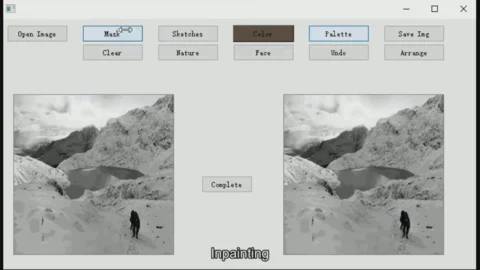 Open Image Mask Sketches Color Palette Save Img
Clear Nature Face Undo Arrange
Complete
Inpainting